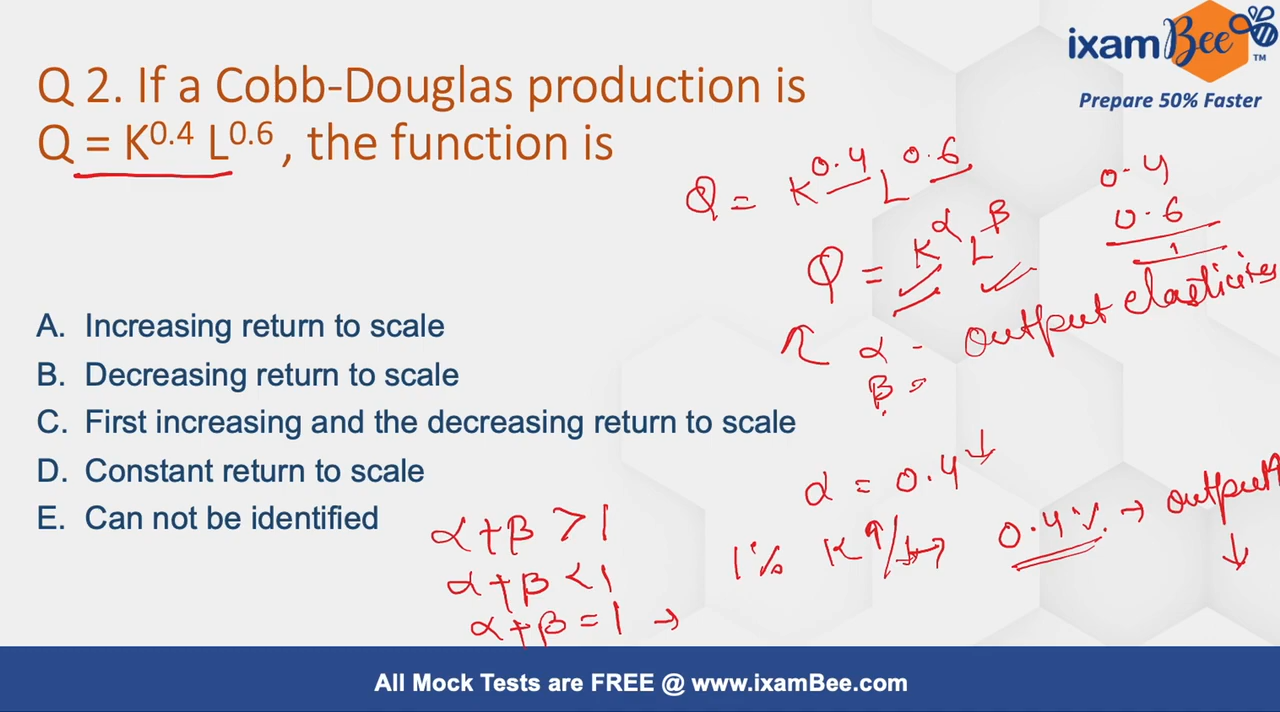 ixamBee™
Prepare 50% Faster
Q 2. If a Cobb-Douglas production is
Q = K^0.4 L^0.6 , the function is
A. Increasing return to scale
B. Decreasing return to scale
C. First increasing and the decreasing return to scale
D. Constant return to scale
E. Can not be identified
Q = K^0.4 L^0.6
0.4
0.6
1
Q = K^α L^β
α - output elasticities
β =
α = 0.4 ↓
1% K ↑/↓ → 0.4% → output ↑
↓
α+β > 1
α+β < 1
α+β = 1 →
All Mock Tests are FREE @ www.ixamBee.com